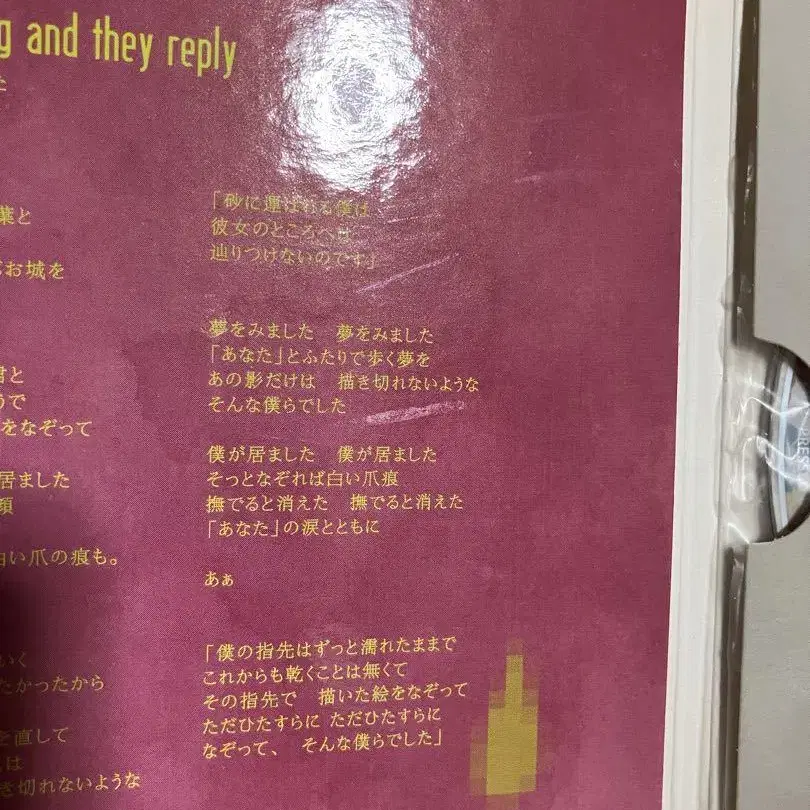 g and they reply
た
葉と
お城を
君と
うで
をなぞって
居ました
顔
白い爪の痕も。
いく
たかったから
を直して
は
き切れないような
「砂に運ばれる僕は
彼女のところへは
辿りつけないのです」
夢をみました　夢をみました
「あなた」とふたりで歩く夢を
あの影だけは　描き切れないような
そんな僕らでした
僕が居ました　僕が居ました
そっとなぞれば白い爪痕
撫でると消えた　撫でると消えた
「あなた」の涙とともに
あぁ
「僕の指先はずっと濡れたままで
これからも乾くことは無くて
その指先で　描いた絵をなぞって
ただひたすらに ただひたすらに
なぞって、　そんな僕らでした」